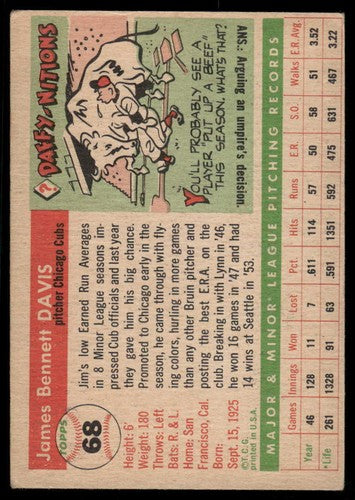 TOPPS
68
James Bennett DAVIS
pitcher Chicago Cubs
Height: 6'
Weight: 180
Throws: Left
Bats: R. & L.
Home: San
Francisco, Cal.
Born:
Sept. 15, 1925
© T. C. G.
printed in U.S.A.
Jim's low Earned Run Averages
in 8 Minor League seasons im-
pressed Cub officials and last year
they gave him his big chance.
Promoted to Chicago early in the
year, he came through with fly-
ing colors, hurling in more games
than any other Bruin pitcher and
posting the best E.R.A. on the
club. Breaking in with Lynn in '46,
he won 16 games in '47 and had
14 wins at Seattle in '53.
? DAFFY-NITIONS
YOU'LL PROBABLY SEE A
PLAYER "PUT UP A BEEF"
THIS SEASON. WHAT'S THAT?
ANS.: Arguing an umpire's decision.
MAJOR & MINOR LEAGUE PITCHING RECORDS
Games Innings Won Lost Pct. Hits Runs E.R. S.O. Walks E.R.Avg.
Year 46 128 11 7 .611 114 57 50 58 51 3.52
Life 261 1328 91 76 1351 592 475 631 467 3.22